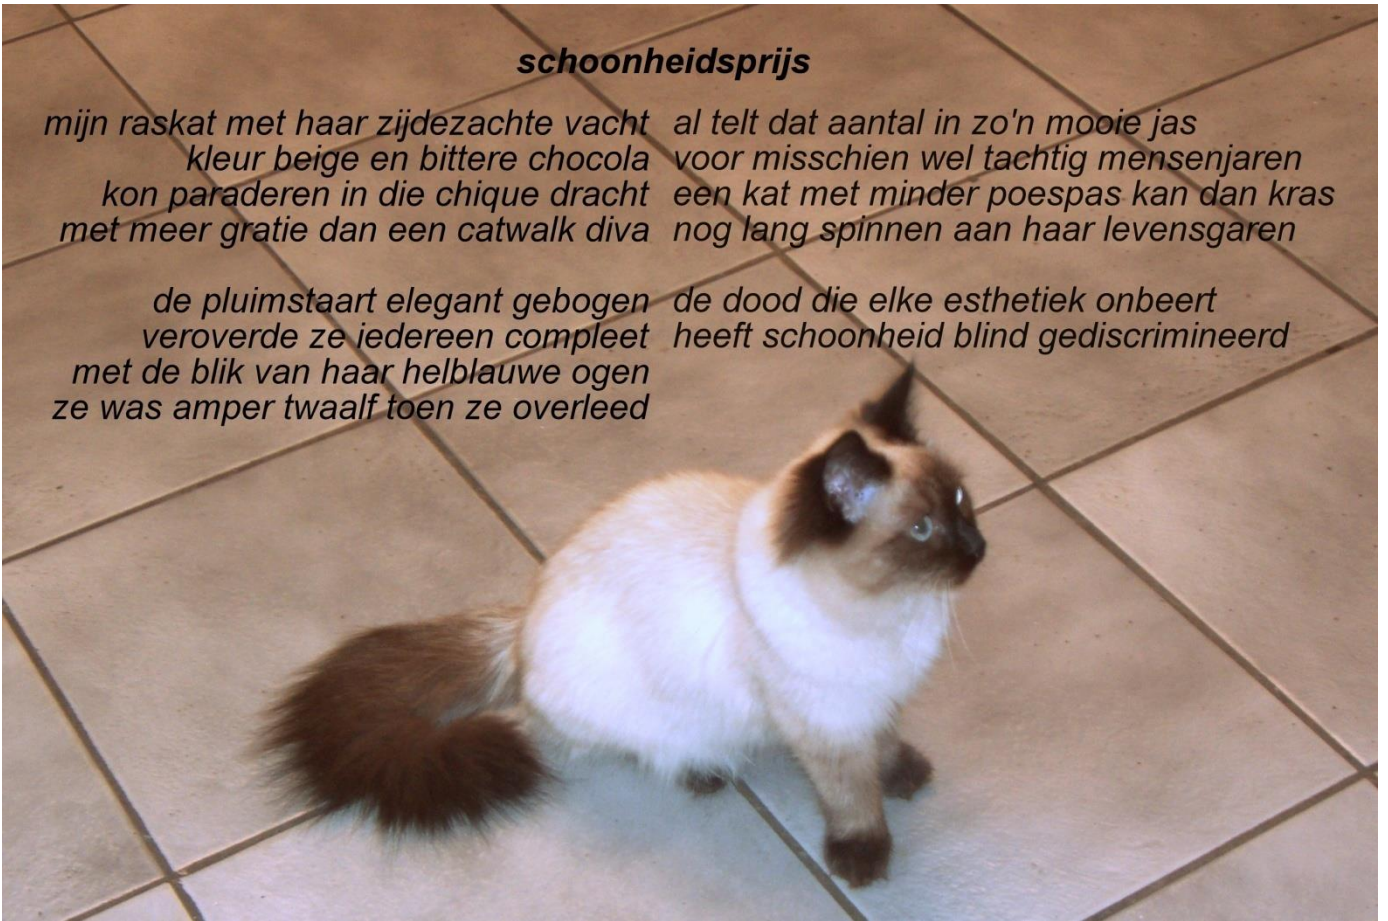 schoonheidsprijs
mijn raskat met haar zijdezachte vacht
kleur beige en bittere chocola
kon paraderen in die chique dracht
met meer gratie dan een catwalk diva
de pluimstaart elegant gebogen
veroverde ze iedereen compleet
met de blik van haar helblauwe ogen
ze was amper twaalf toen ze overleed
al telt dat aantal in zo'n mooie jas
voor misschien wel tachtig mensenjaren
een kat met minder poespas kan dan kras
nog lang spinnen aan haar levensgaren
de dood die elke esthetiek onbeert
heeft schoonheid blind gediscrimineerd